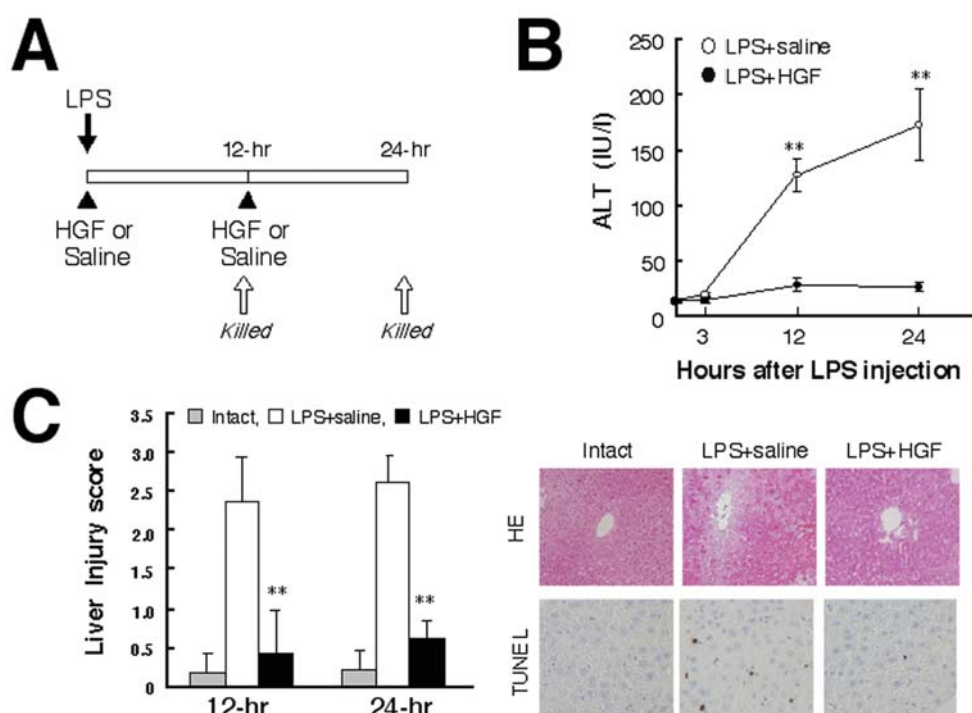 A
LPS
12-hr
24-hr
HGF or
Saline
HGF or
Saline
Killed
Killed
B
ALT (IU/l)
250
200
150
100
50
0
LPS+saline
LPS+HGF
**
**
3
12
24
Hours after LPS injection
C
Liver Injury score
3.5
3.0
2.5
2.0
1.5
1.0
0.5
0
Intact, LPS+saline, LPS+HGF
**
**
12-hr
24-hr
Intact
LPS+saline
LPS+HGF
HE
TUNEL